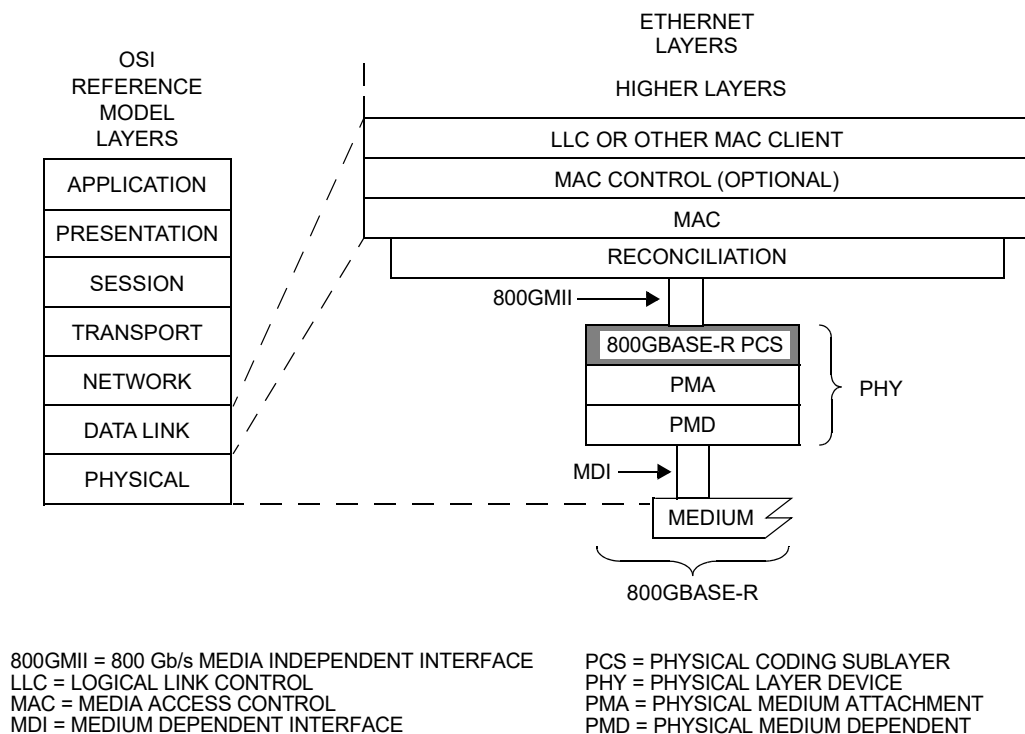 OSI
REFERENCE
MODEL
LAYERS
APPLICATION
PRESENTATION
SESSION
TRANSPORT
NETWORK
DATA LINK
PHYSICAL
ETHERNET
LAYERS
HIGHER LAYERS
LLC OR OTHER MAC CLIENT
MAC CONTROL (OPTIONAL)
MAC
RECONCILIATION
800GMII
800GBASE-R PCS
PMA
PMD
PHY
MDI
MEDIUM
800GBASE-R
800GMII = 800 Gb/s MEDIA INDEPENDENT INTERFACE
LLC = LOGICAL LINK CONTROL
MAC = MEDIA ACCESS CONTROL
MDI = MEDIUM DEPENDENT INTERFACE
PCS = PHYSICAL CODING SUBLAYER
PHY = PHYSICAL LAYER DEVICE
PMA = PHYSICAL MEDIUM ATTACHMENT
PMD = PHYSICAL MEDIUM DEPENDENT